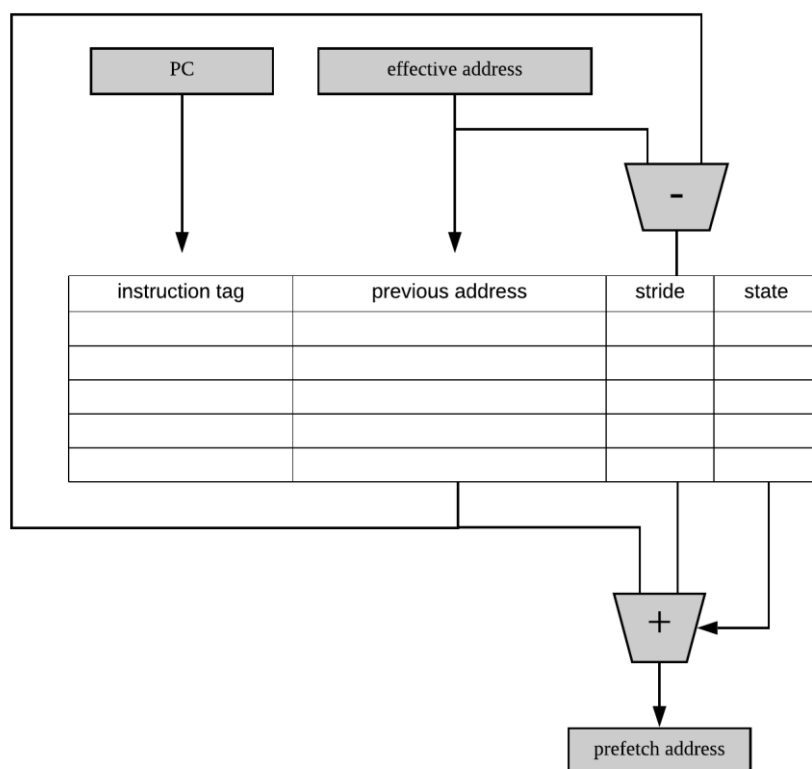 PC
effective address
-
instruction tag
previous address
stride
state
+
prefetch address